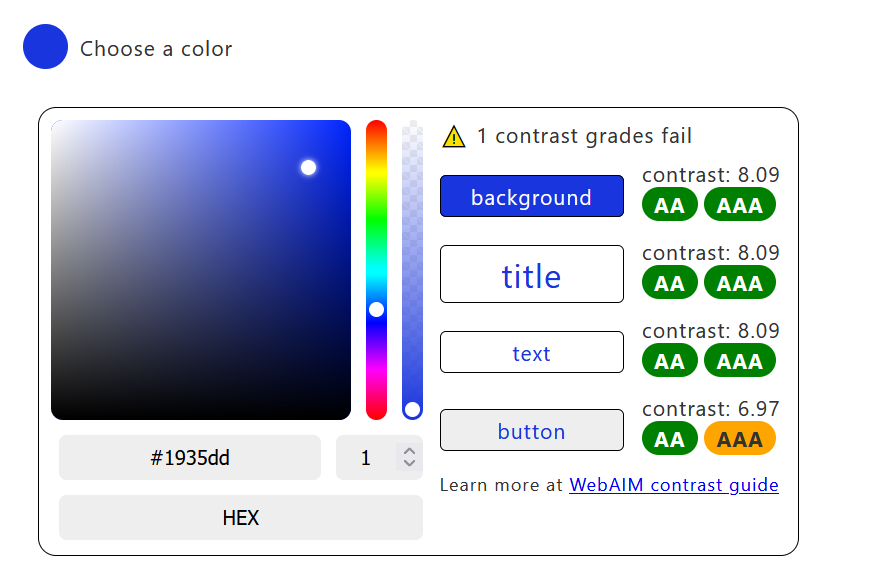 Choose a color
1 contrast grades fail
background
contrast: 8.09
AA AAA
title
contrast: 8.09
AA AAA
text
contrast: 8.09
AA AAA
button
contrast: 6.97
AA AAA
Learn more at WebAIM contrast guide
#1935dd
1
HEX